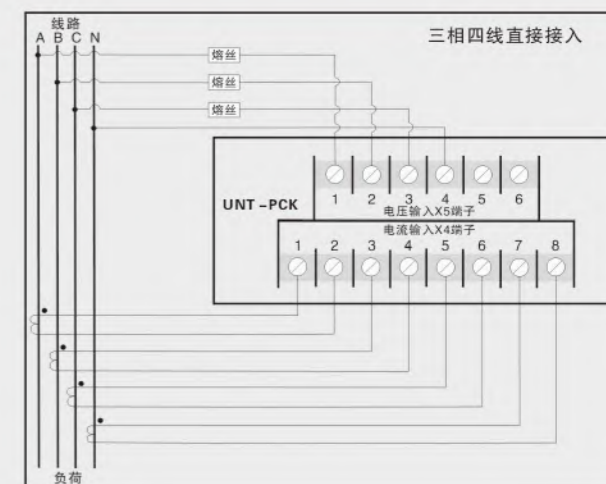 线路
A B C N
三相四线直接接入
熔丝
熔丝
熔丝
UNT-PCK
1 2 3 4 5 6
电压输入X5端子
电流输入X4端子
1 2 3 4 5 6 7 8
负荷